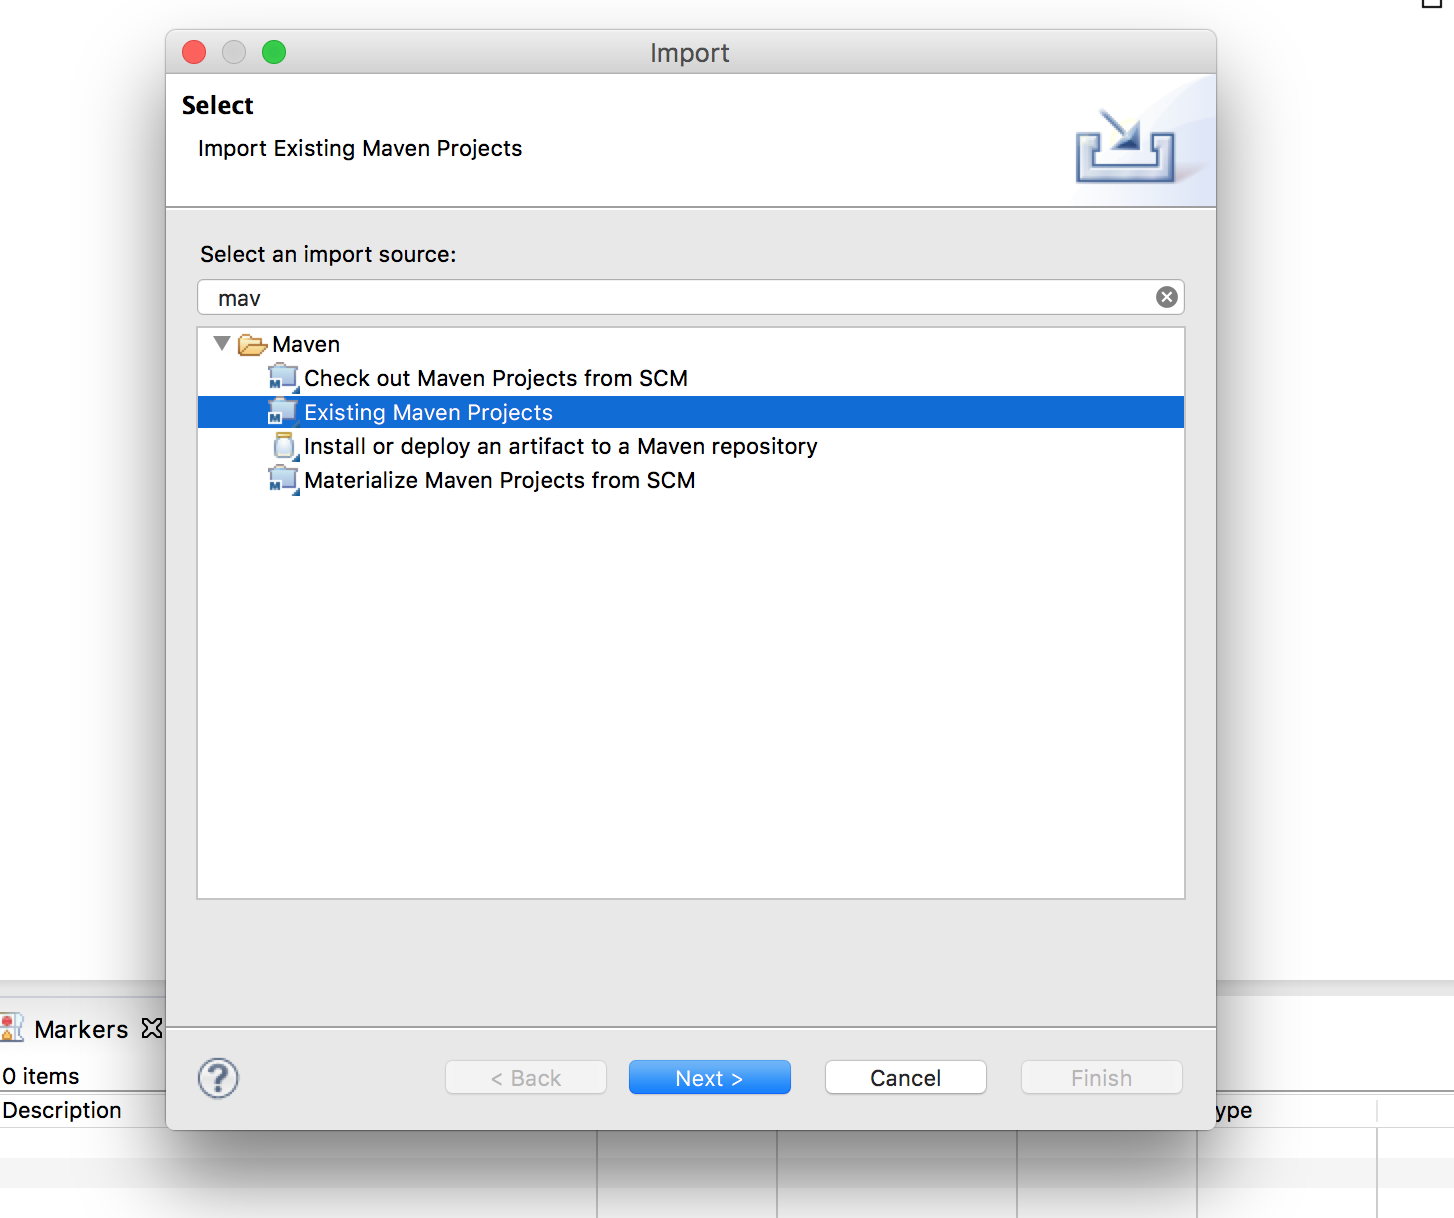 Import
Select
Import Existing Maven Projects
Select an import source:
mav
Maven
Check out Maven Projects from SCM
Existing Maven Projects
Install or deploy an artifact to a Maven repository
Materialize Maven Projects from SCM
Markers
0 items
? < Back Next > Cancel Finish
Description ype